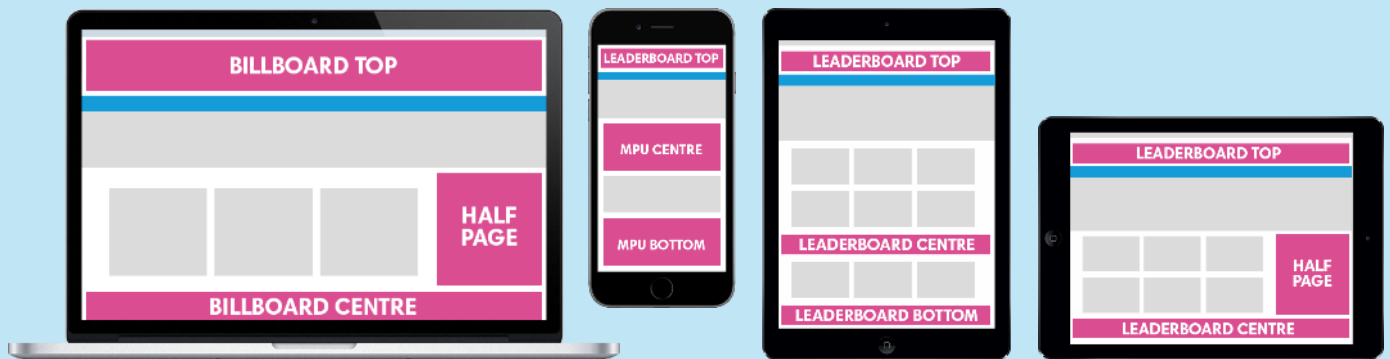 BILLBOARD TOP
HALF
PAGE
BILLBOARD CENTRE
LEADERBOARD TOP
MPU CENTRE
MPU BOTTOM
LEADERBOARD TOP
LEADERBOARD CENTRE
LEADERBOARD BOTTOM
LEADERBOARD TOP
HALF
PAGE
LEADERBOARD CENTRE